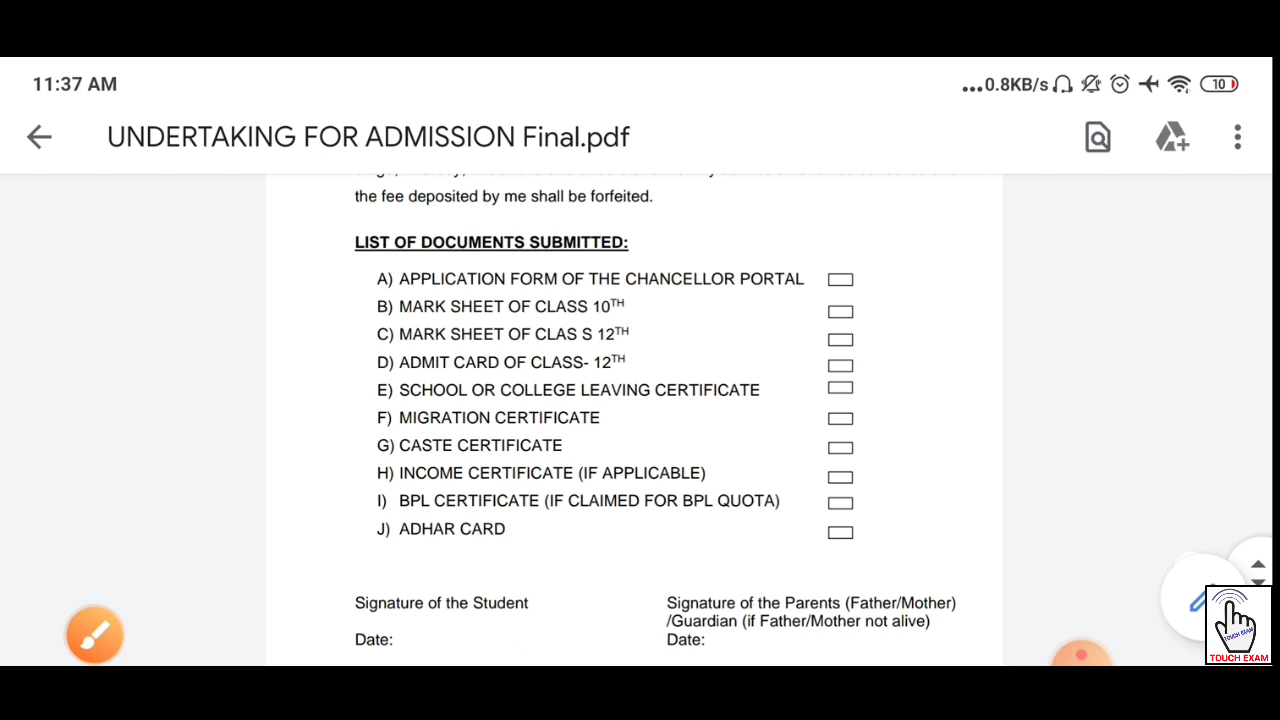 11:37 AM
...0.8KB/s
10
UNDERTAKING FOR ADMISSION Final.pdf
the fee deposited by me shall be forfeited.
LIST OF DOCUMENTS SUBMITTED:
A) APPLICATION FORM OF THE CHANCELLOR PORTAL
B) MARK SHEET OF CLASS 10TH
C) MARK SHEET OF CLAS S 12TH
D) ADMIT CARD OF CLASS- 12TH
E) SCHOOL OR COLLEGE LEAVING CERTIFICATE
F) MIGRATION CERTIFICATE
G) CASTE CERTIFICATE
H) INCOME CERTIFICATE (IF APPLICABLE)
I) BPL CERTIFICATE (IF CLAIMED FOR BPL QUOTA)
J) ADHAR CARD
Signature of the Student
Date:
Signature of the Parents (Father/Mother)
/Guardian (if Father/Mother not alive)
Date:
TOUCH EXAM
TOUCH EXAM